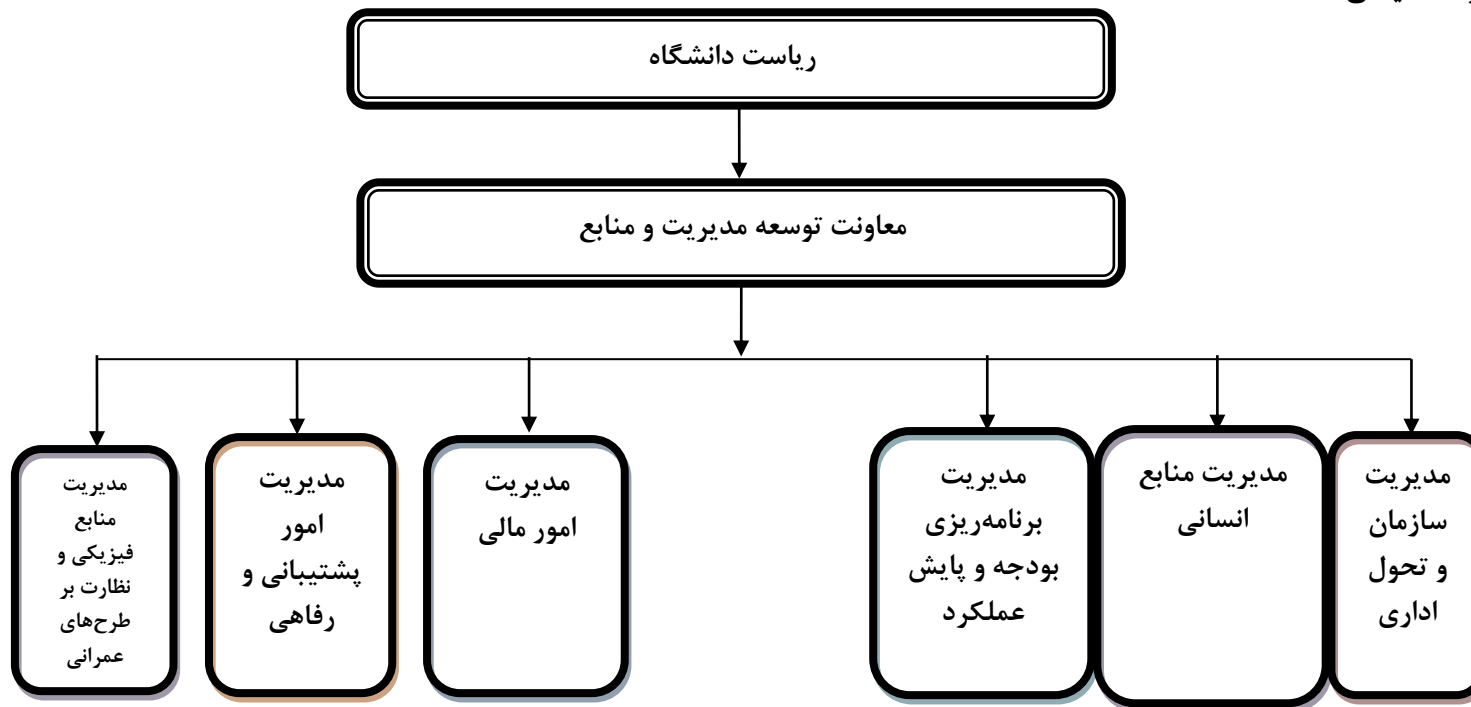 ریاست دانشگاه
معاونت توسعه مدیریت و منابع
مدیریت
سازمان
و تحول
اداری
مدیریت منابع
انسانی
مدیریت
برنامه‌ریزی
بودجه و پایش
عملکرد
مدیریت
امور مالی
مدیریت
امور
پشتیبانی و
رفاهی
مدیریت
منابع
فیزیکی و
نظارت بر
طرح‌های
عمرانی